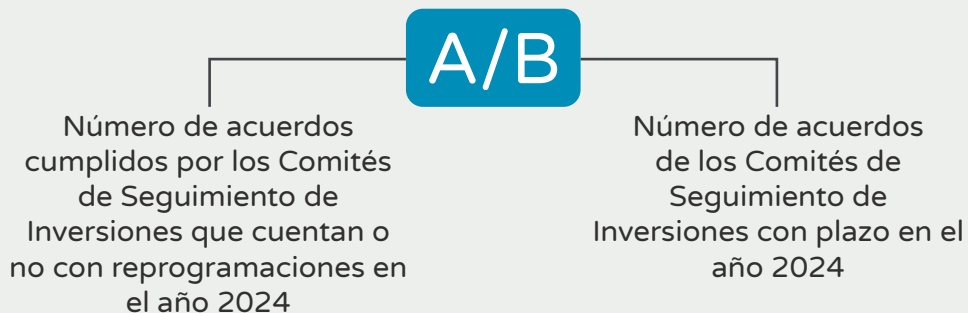 A/B
Número de acuerdos
cumplidos por los Comités
de Seguimiento de
Inversiones que cuentan o
no con reprogramaciones en
el año 2024
Número de acuerdos
de los Comités de
Seguimiento de
Inversiones con plazo en el
año 2024